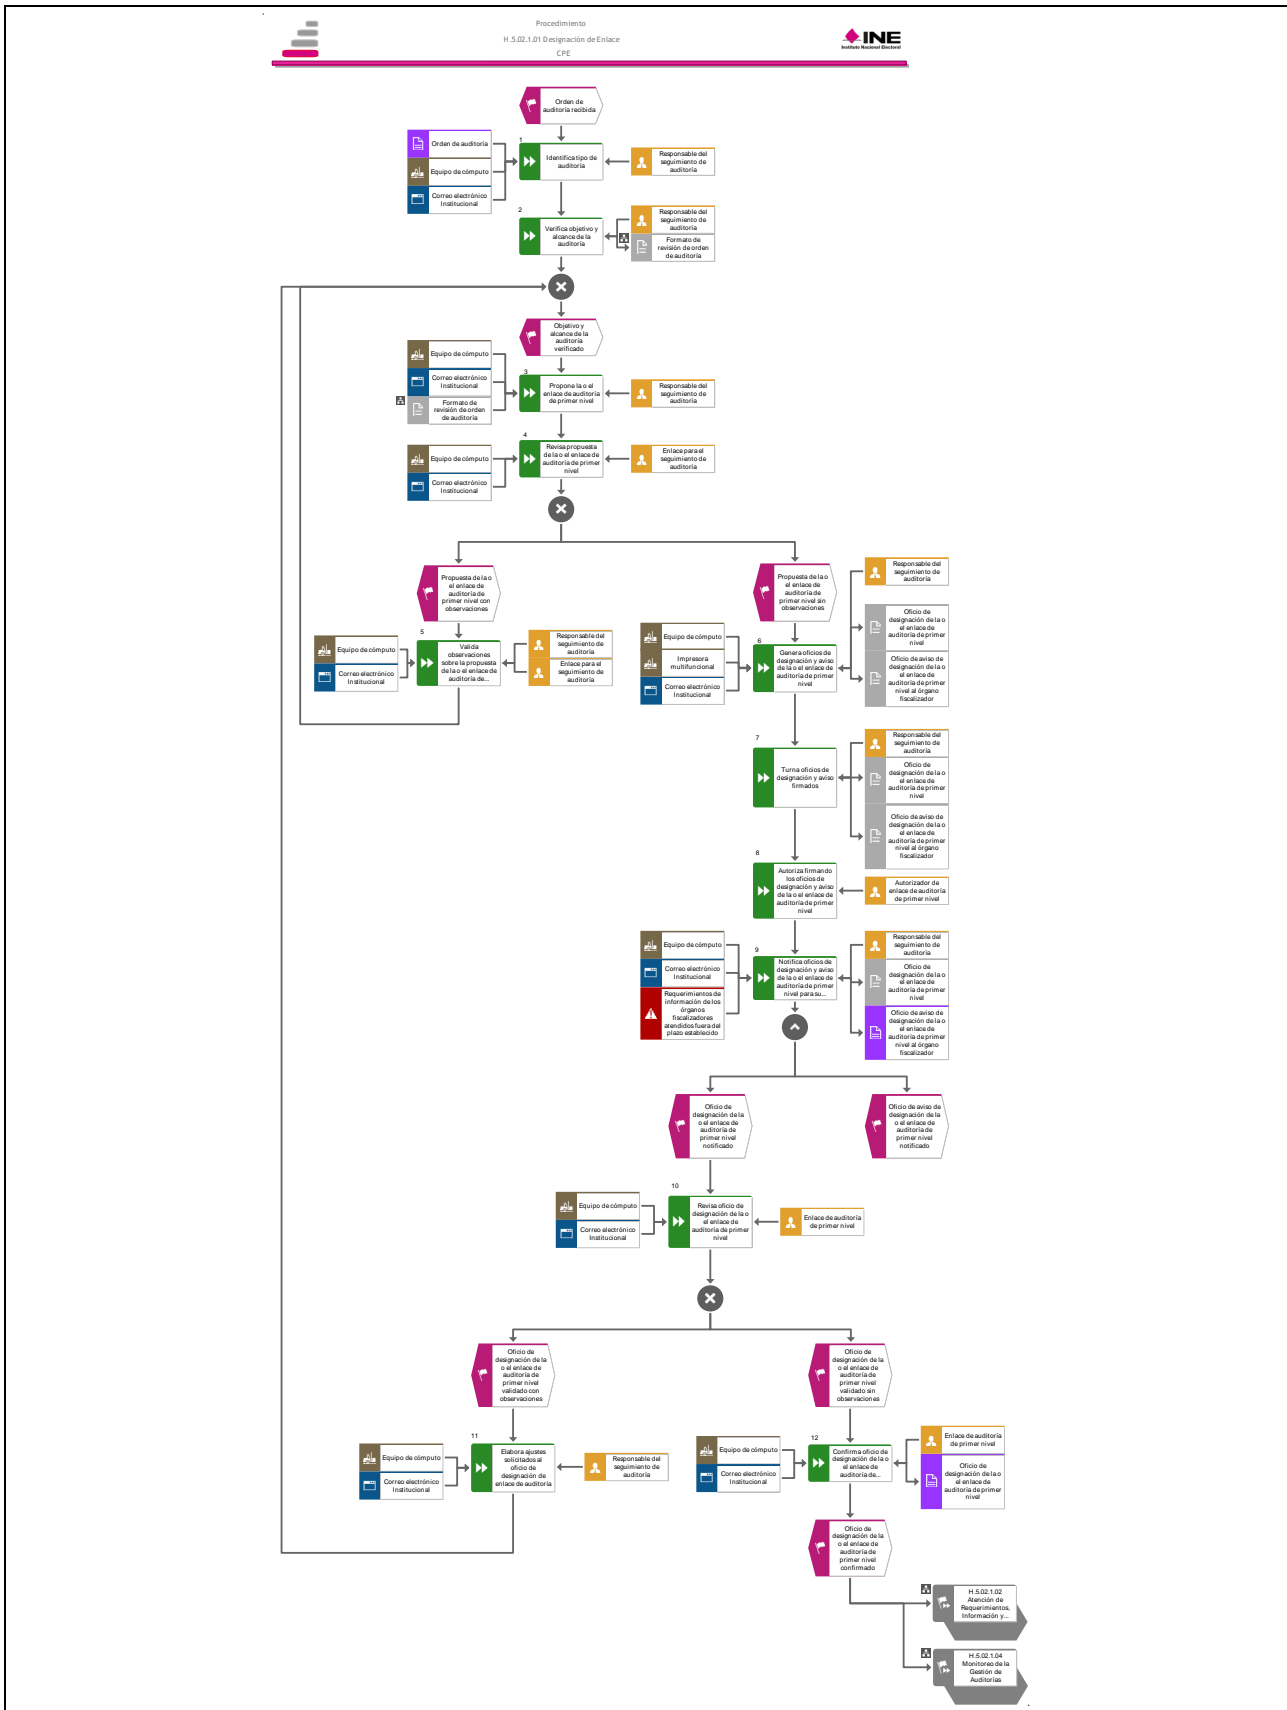 Procedimiento
H.5.02.1.01 Designación de Enlace
CPE
INE
Instituto Nacional Electoral
Orden de
auditoría recibida
Orden de auditoría
Equipo de cómputo
Correo electrónico
Institucional
1
Identifica tipo de
auditoría
Responsable del
seguimiento de
auditoría
2
Verifica objetivo y
alcance de la
auditoría
Responsable del
seguimiento de
auditoría
Formato de
revisión de orden
de auditoría
Objetivo y
alcance de la
auditoría
verificado
Equipo de cómputo
Correo electrónico
Institucional
Formato de
revisión de orden
de auditoría
3
Propone la o el
enlace de auditoría
de primer nivel
Responsable del
seguimiento de
auditoría
4
Revisa propuesta
de la o el enlace de
auditoría de primer
nivel
Equipo de cómputo
Correo electrónico
Institucional
Enlace para el
seguimiento de
auditoría
Propuesta de la o
el enlace de
auditoría de
primer nivel con
observaciones
Propuesta de la o
el enlace de
auditoría de
primer nivel sin
observaciones
Responsable del
seguimiento de
auditoría
Oficio de
designación de la o
el enlace de
auditoría de primer
nivel
Oficio de aviso de
designación de la o
el enlace de
auditoría de primer
nivel al órgano
fiscalizador
5
Valida
observaciones
sobre la propuesta
de la o el enlace de
auditoría de...
Equipo de cómputo
Correo electrónico
Institucional
Responsable del
seguimiento de
auditoría
Enlace para el
seguimiento de
auditoría
Equipo de cómputo
Impresora
multifuncional
Correo electrónico
Institucional
6
Genera oficios de
designación y aviso
de la o el enlace de
auditoría de primer
nivel
7
Turna oficios de
designación y aviso
firmados
Responsable del
seguimiento de
auditoría
Oficio de
designación de la o
el enlace de
auditoría de primer
nivel
Oficio de aviso de
designación de la o
el enlace de
auditoría de primer
nivel al órgano
fiscalizador
8
Autoriza firmando
los oficios de
designación y aviso
de la o el enlace de
auditoría de primer
nivel
Autorizador de
enlace de auditoría
de primer nivel
Equipo de cómputo
Correo electrónico
Institucional
Requerimientos de
información de los
órganos
fiscalizadores
atendidos fuera del
plazo establecido
9
Notifica oficios de
designación y aviso
de la o el enlace de
auditoría de primer
nivel para su...
Responsable del
seguimiento de
auditoría
Oficio de
designación de la o
el enlace de
auditoría de primer
nivel
Oficio de aviso de
designación de la o
el enlace de
auditoría de primer
nivel al órgano
fiscalizador
Oficio de
designación de la
o el enlace de
auditoría de
primer nivel
notificado
Oficio de aviso de
designación de la
o el enlace de
auditoría de
primer nivel
notificado
10
Revisa oficio de
designación de la o
el enlace de
auditoría de primer
nivel
Equipo de cómputo
Correo electrónico
Institucional
Enlace de auditoría
de primer nivel
Oficio de
designación de la
o el enlace de
auditoría de
primer nivel
validado con
observaciones
Oficio de
designación de la
o el enlace de
auditoría de
primer nivel
validado sin
observaciones
11
Elabora ajustes
solicitados al
oficio de
designación de
enlace de auditoría
Equipo de cómputo
Correo electrónico
Institucional
Responsable del
seguimiento de
auditoría
12
Confirma oficio de
designación de la o
el enlace de
auditoría de...
Equipo de cómputo
Correo electrónico
Institucional
Enlace de auditoría
de primer nivel
Oficio de
designación de la o
el enlace de
auditoría de primer
nivel
Oficio de
designación de la
o el enlace de
auditoría de
primer nivel
confirmado
H.5.02.1.02
Atención de
Requerimientos,
Información y...
H.5.02.1.04
Monitoreo de la
Gestión de
Auditorías